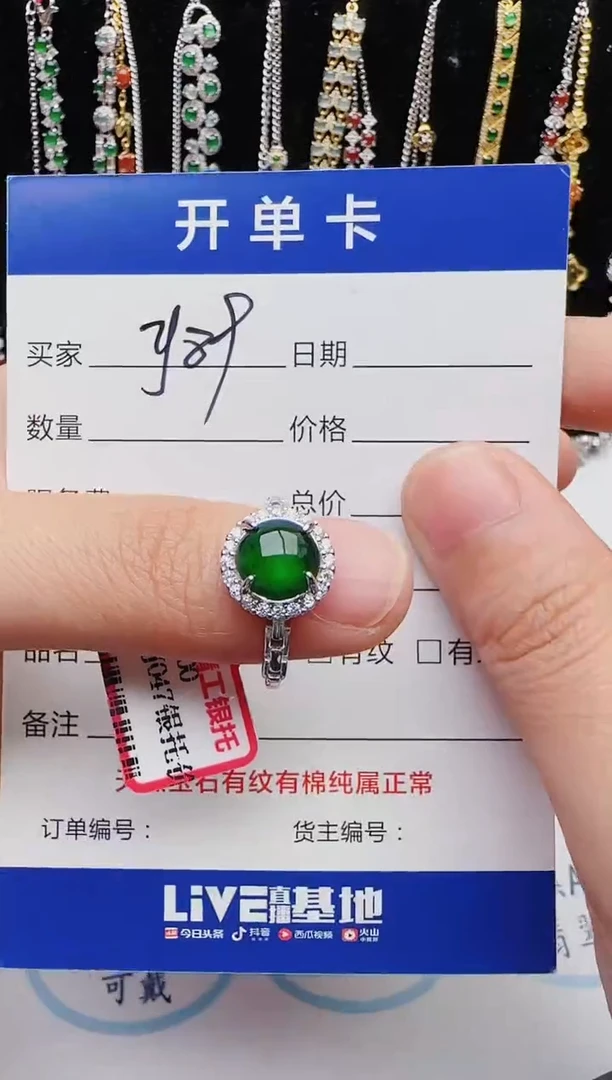 开单卡
买家
日期
数量
价格
总价
有纹 □有
品名
备注
工银托
天然宝石有纹有棉纯属正常
订单编号：
货主编号：
LIVE直播基地
今日头条 抖音 西瓜视频 火山
可戴